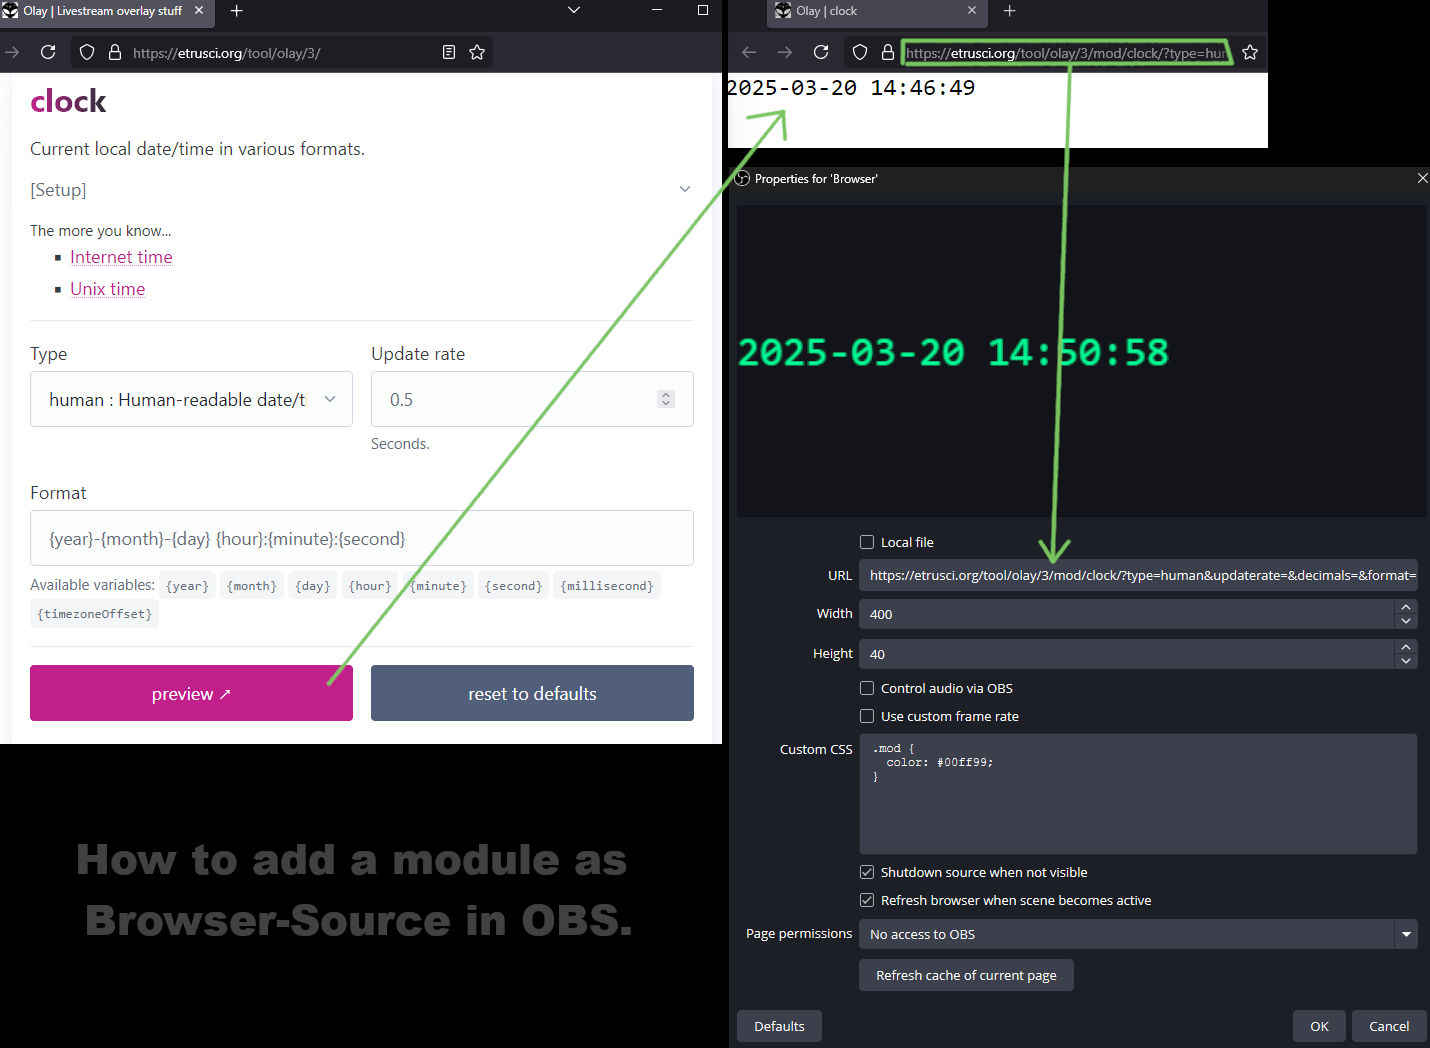 Olay | Livestream overlay stuff
https://etrusci.org/tool/olay/3/
clock
Current local date/time in various formats.
[Setup]
The more you know...
Internet time
Unix time
Type
Update rate
human : Human-readable date/t
0.5
Seconds.
Format
{year}-{month}-{day} {hour}:{minute}:{second}
Available variables: {year} {month} {day} {hour} {minute} {second} {millisecond}
{timezoneOffset}
preview ↗
reset to defaults
How to add a module as
Browser-Source in OBS.
Olay | clock
https://etrusci.org/tool/olay/3/mod/clock/?type=hur
2025-03-20 14:46:49
Properties for 'Browser'
2025-03-20 14:50:58
Local file
URL https://etrusci.org/tool/olay/3/mod/clock/?type=human&updaterate=&decimals=&format=
Width 400
Height 40
Control audio via OBS
Use custom frame rate
Custom CSS
.mod {
color: #00ff99;
}
Shutdown source when not visible
Refresh browser when scene becomes active
Page permissions No access to OBS
Refresh cache of current page
Defaults
OK
Cancel